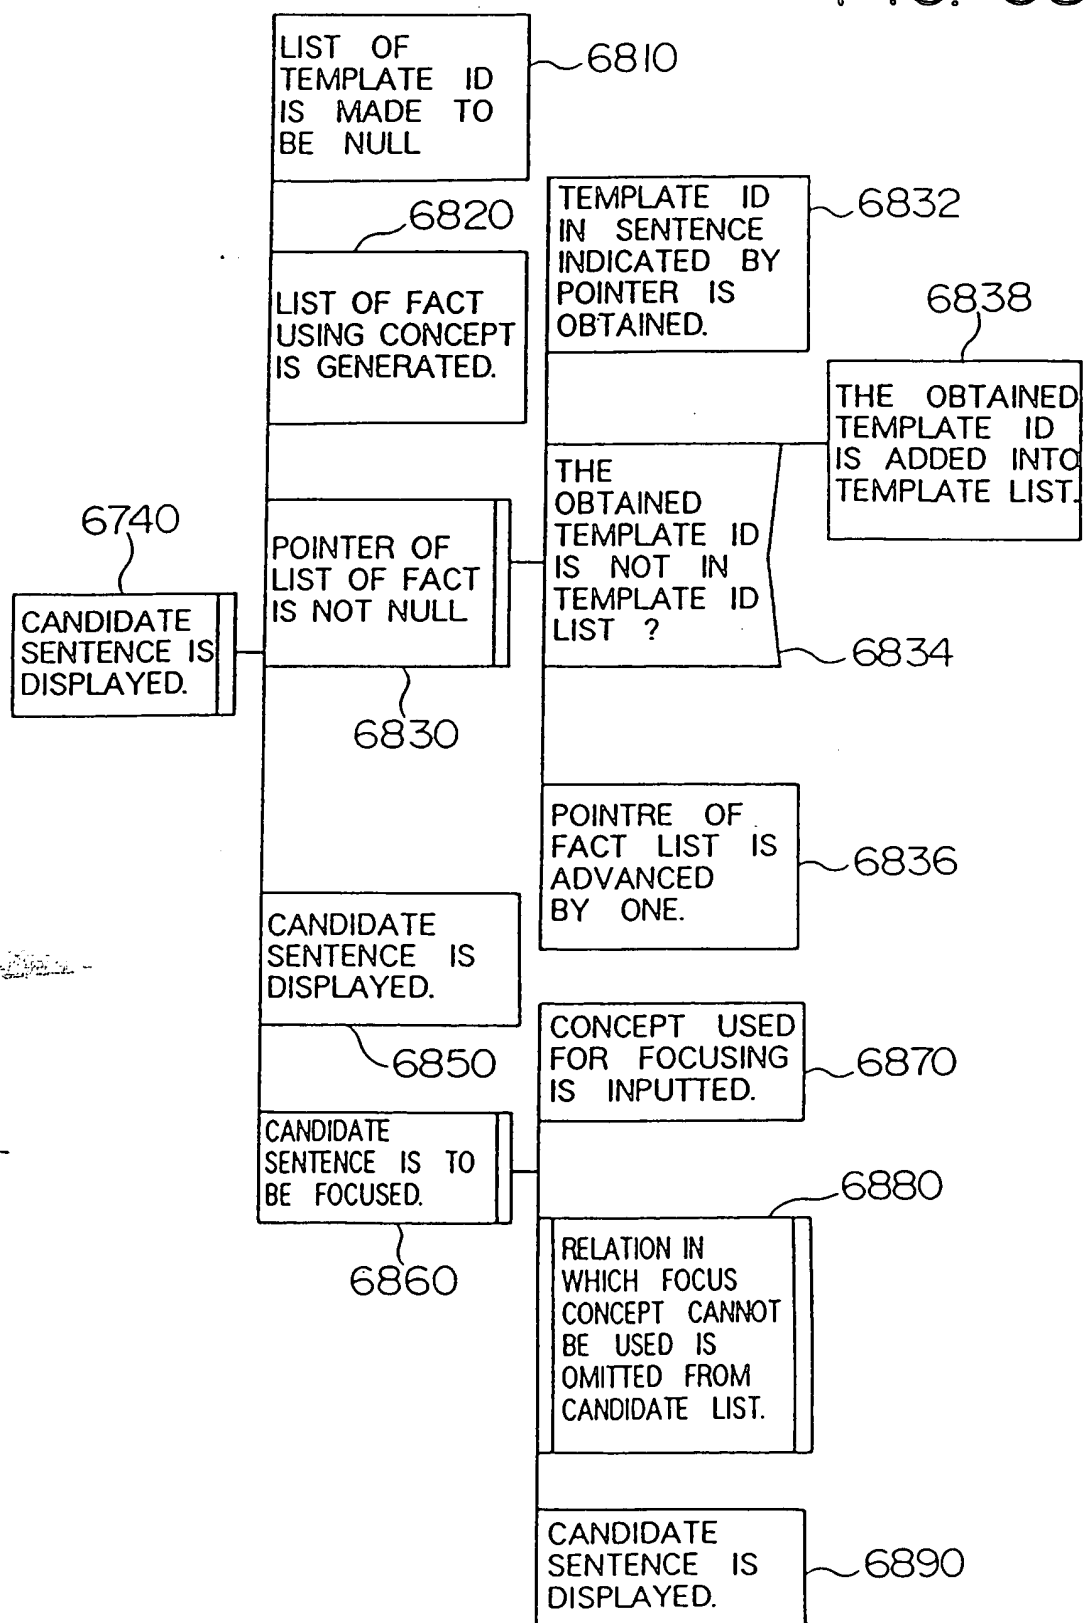 LIST OF
TEMPLATE ID
IS MADE TO
BE NULL
6810
6820
LIST OF FACT
USING CONCEPT
IS GENERATED.
TEMPLATE ID
IN SENTENCE
INDICATED BY
POINTER IS
OBTAINED.
6832
6838
THE OBTAINED
TEMPLATE ID
IS ADDED INTO
TEMPLATE LIST.
THE
OBTAINED
TEMPLATE ID
IS NOT IN
TEMPLATE ID
LIST ?
6834
6740
CANDIDATE
SENTENCE IS
DISPLAYED.
POINTER OF
LIST OF FACT
IS NOT NULL
6830
POINTRE OF
FACT LIST IS
ADVANCED
BY ONE.
6836
CANDIDATE
SENTENCE IS
DISPLAYED.
6850
CONCEPT USED
FOR FOCUSING
IS INPUTTED.
6870
CANDIDATE
SENTENCE IS TO
BE FOCUSED.
6860
6880
RELATION IN
WHICH FOCUS
CONCEPT CANNOT
BE USED IS
OMITTED FROM
CANDIDATE LIST.
CANDIDATE
SENTENCE IS
DISPLAYED.
6890